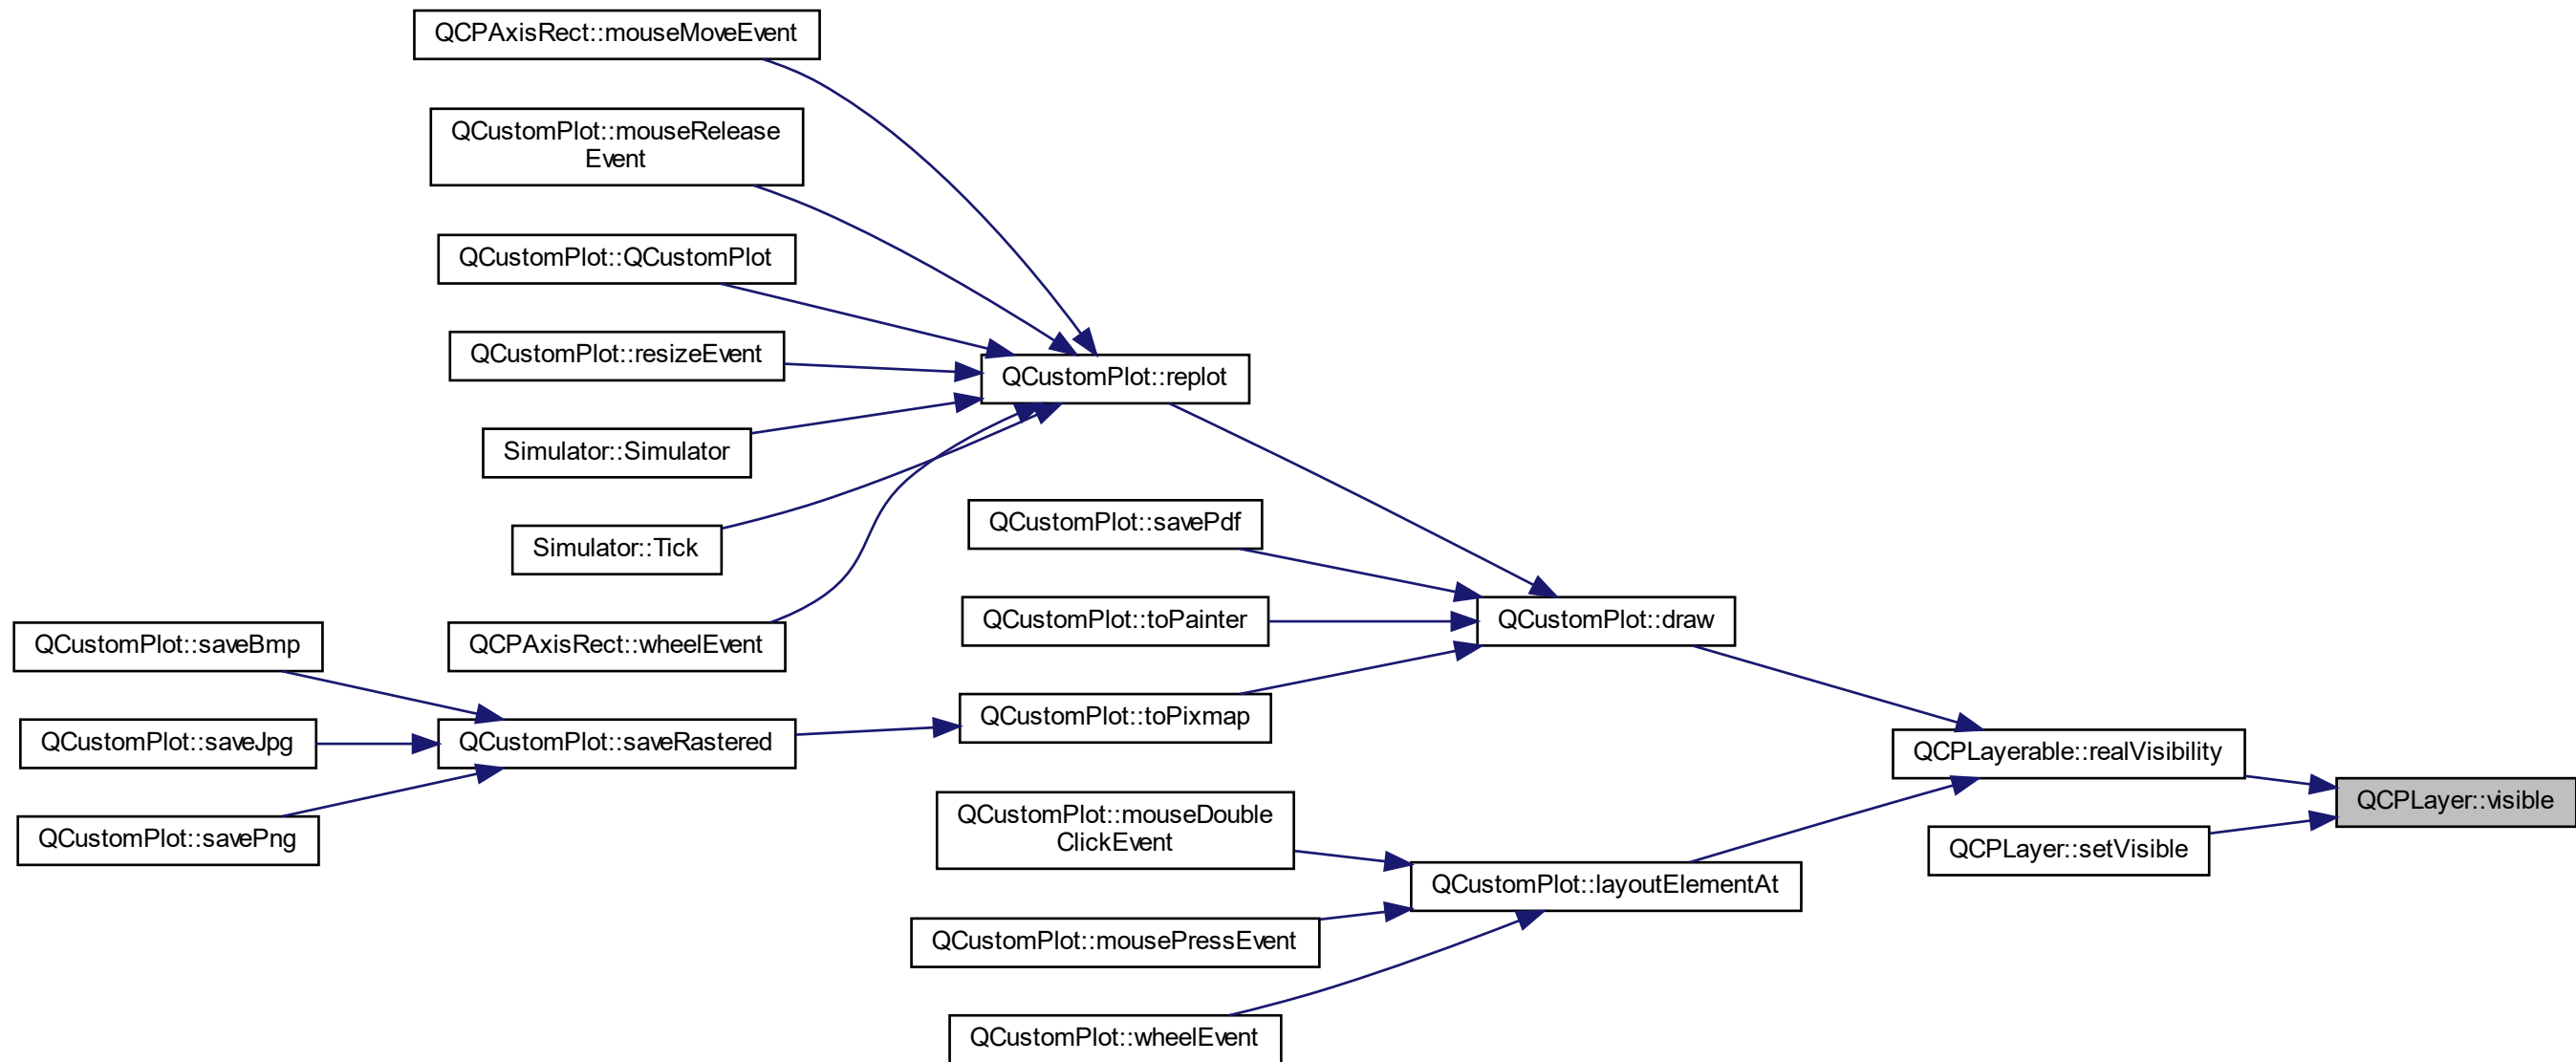 QCPAxisRect::mouseMoveEvent
QCustomPlot::mouseRelease
Event
QCustomPlot::QCustomPlot
QCustomPlot::resizeEvent
QCustomPlot::replot
Simulator::Simulator
QCustomPlot::savePdf
Simulator::Tick
QCustomPlot::toPainter
QCustomPlot::draw
QCustomPlot::saveBmp
QCPAxisRect::wheelEvent
QCustomPlot::toPixmap
QCustomPlot::saveJpg
QCustomPlot::saveRastered
QCPLayerable::realVisibility
QCPLayer::visible
QCustomPlot::mouseDouble
ClickEvent
QCustomPlot::savePng
QCPLayer::setVisible
QCustomPlot::layoutElementAt
QCustomPlot::mousePressEvent
QCustomPlot::wheelEvent